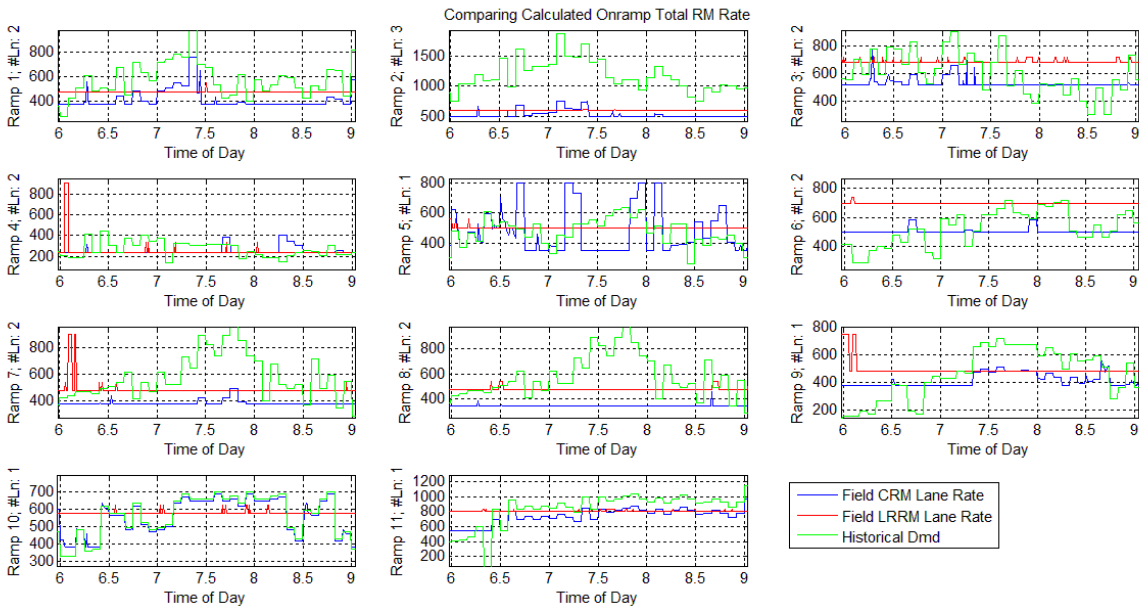 Comparing Calculated Onramp Total RM Rate
Ramp 1; #Ln: 2
800
600
400
6 6.5 7 7.5 8 8.5 9
Time of Day
Ramp 2; #Ln: 3
1500
1000
500
6 6.5 7 7.5 8 8.5 9
Time of Day
Ramp 3; #Ln: 2
800
600
400
6 6.5 7 7.5 8 8.5 9
Time of Day
Ramp 4; #Ln: 2
800
600
400
200
6 6.5 7 7.5 8 8.5 9
Time of Day
Ramp 5; #Ln: 1
800
600
400
6 6.5 7 7.5 8 8.5 9
Time of Day
Ramp 6; #Ln: 2
800
600
400
6 6.5 7 7.5 8 8.5 9
Time of Day
Ramp 7; #Ln: 2
800
600
400
6 6.5 7 7.5 8 8.5 9
Time of Day
Ramp 8; #Ln: 2
800
600
400
6 6.5 7 7.5 8 8.5 9
Time of Day
Ramp 9; #Ln: 1
800
600
400
200
6 6.5 7 7.5 8 8.5 9
Time of Day
Ramp 10; #Ln: 1
700
600
500
400
300
6 6.5 7 7.5 8 8.5 9
Time of Day
Ramp 11; #Ln: 1
1200
1000
800
600
400
200
6 6.5 7 7.5 8 8.5 9
Time of Day
Field CRM Lane Rate
Field LRRM Lane Rate
Historical Dmd